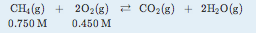 CH₄(g) + 2O₂(g) ⇄ CO₂(g) + 2H₂O(g)
0.750 M 0.450 M